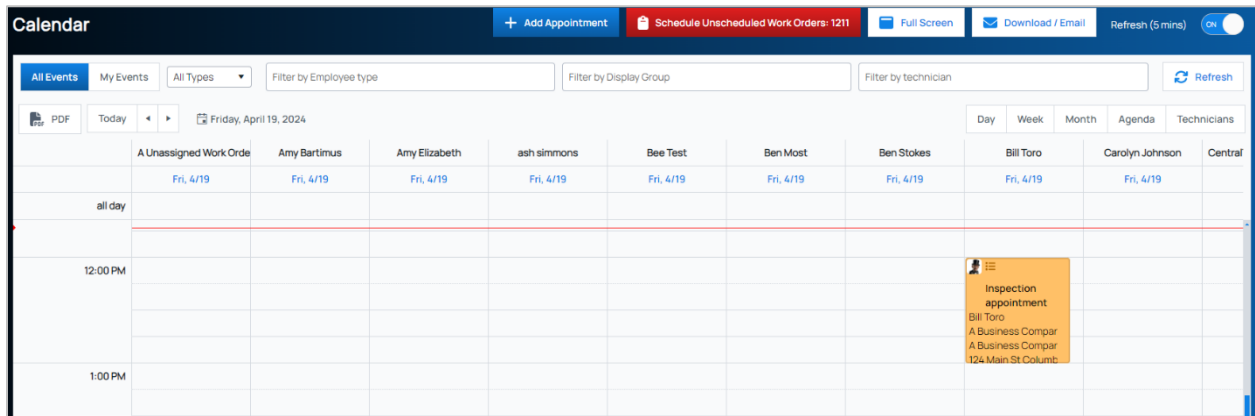 Calendar
+ Add Appointment
Schedule Unscheduled Work Orders: 1211
Full Screen
Download / Email
Refresh (5 mins)
ON
All Events
My Events
All Types
Filter by Employee type
Filter by Display Group
Filter by technician
Refresh
PDF
PDF
Today
Friday, April 19, 2024
Day
Week
Month
Agenda
Technicians
A Unassigned Work Orde
Amy Bartimus
Amy Elizabeth
ash simmons
Bee Test
Ben Most
Ben Stokes
Bill Toro
Carolyn Johnson
Central
Fri, 4/19
Fri, 4/19
Fri, 4/19
Fri, 4/19
Fri, 4/19
Fri, 4/19
Fri, 4/19
Fri, 4/19
Fri, 4/19
all day
12:00 PM
Inspection
appointment
Bill Toro
A Business Compar
A Business Compar
124 Main St Columb
1:00 PM